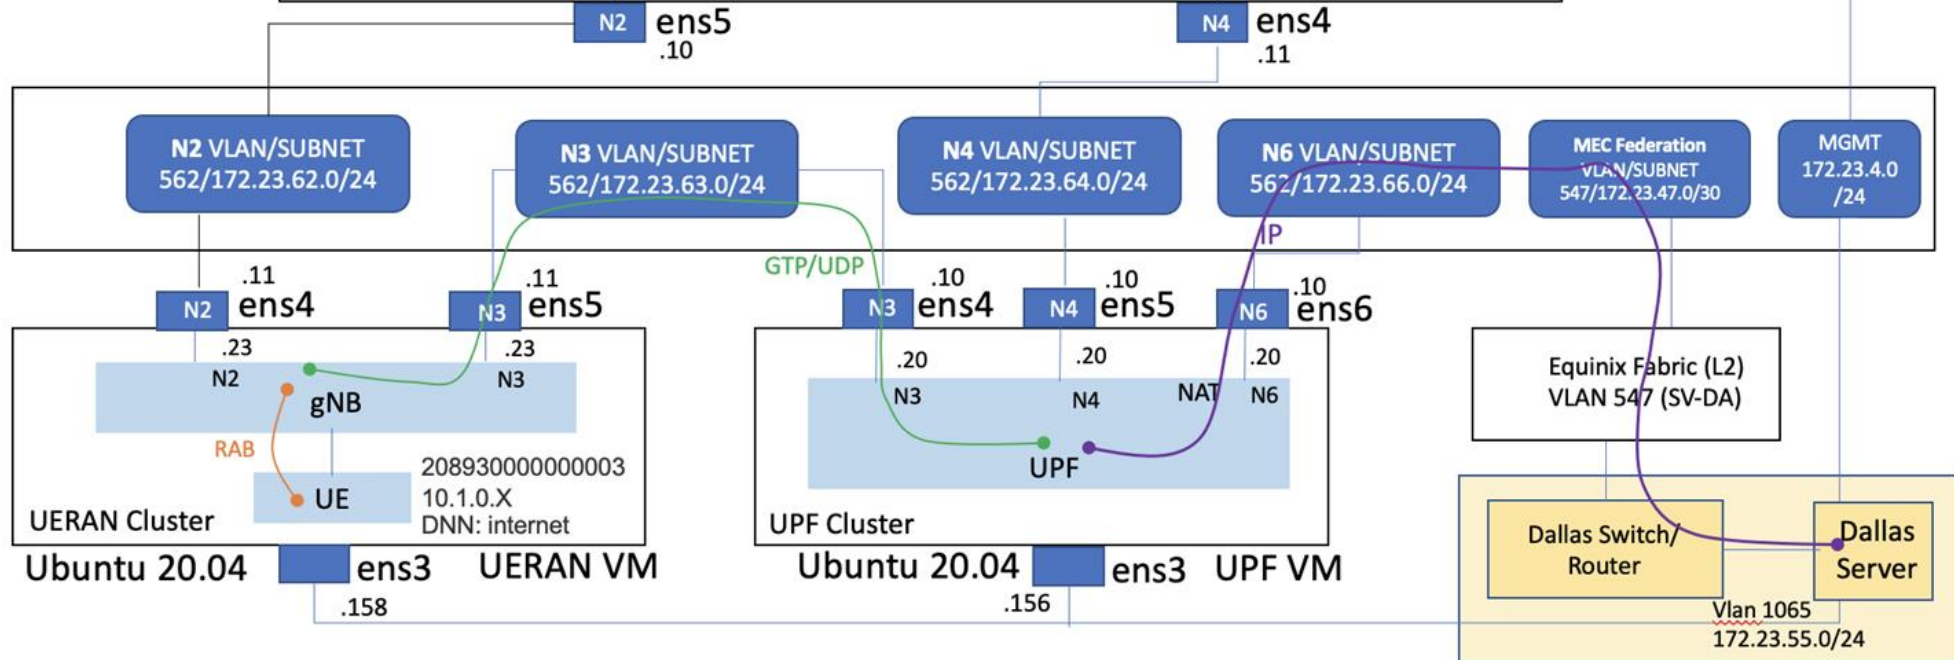 N2 ens5
.10
N4 ens4
.11
N2 VLAN/SUBNET
562/172.23.62.0/24
N3 VLAN/SUBNET
562/172.23.63.0/24
N4 VLAN/SUBNET
562/172.23.64.0/24
N6 VLAN/SUBNET
562/172.23.66.0/24
MEC Federation
VLAN/SUBNET
547/172.23.47.0/30
MGMT
172.23.4.0
/24
IP
GTP/UDP
.11
N2 ens4
.11
N3 ens5
.10
N3 ens4
.10
N4 ens5
.10
N6 ens6
.23
N2
.23
N3
gNB
RAB
UE
208930000000003
10.1.0.X
DNN: internet
UERAN Cluster
.20
N3
.20
N4
NAT
.20
N6
UPF
UPF Cluster
Equinix Fabric (L2)
VLAN 547 (SV-DA)
Dallas Switch/
Router
Dallas
Server
Ubuntu 20.04
ens3
UERAN VM
.158
Ubuntu 20.04
ens3
UPF VM
.156
Vlan 1065
172.23.55.0/24